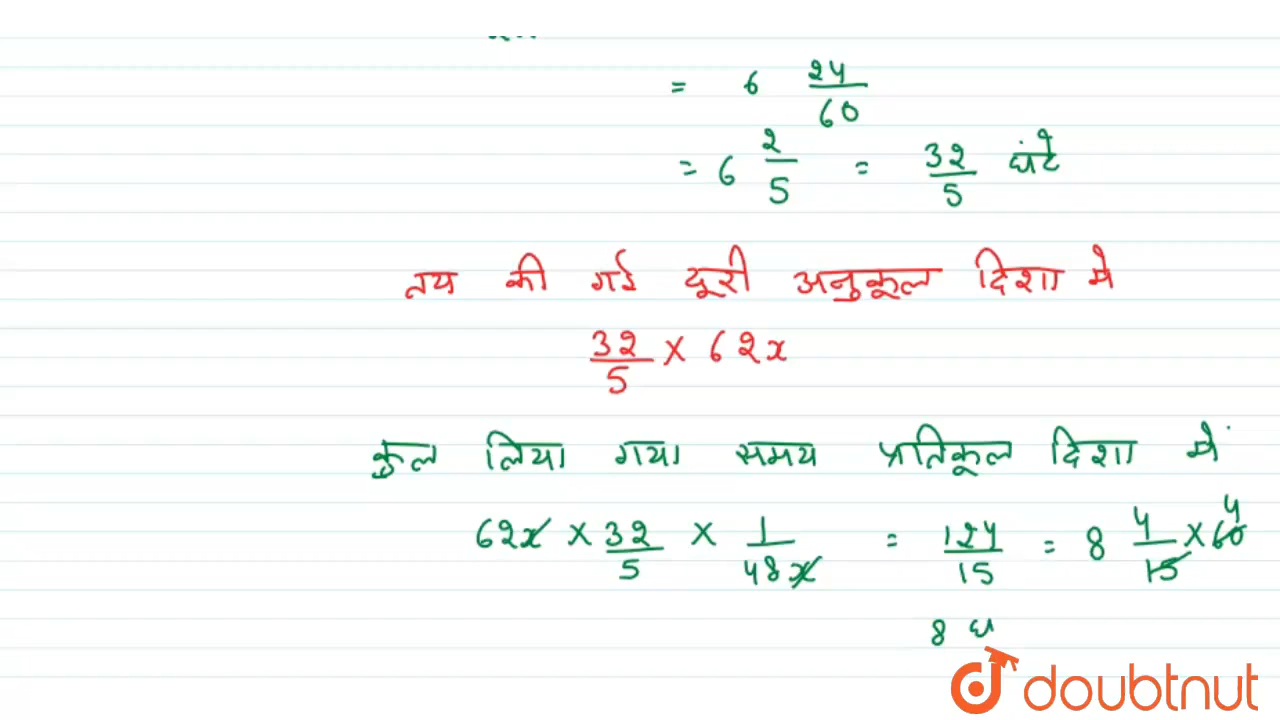 = 6 24/60
= 6 2/5 = 32/5 घंटे
तय की गई दूरी अनुकूल दिशा मे
32/5 × 62x
कुल लिया गया समय प्रतिकूल दिशा में
62x × 32/5 × 1/48x = 124/15 = 8 4/15 × 60 4
8 घ
doubtnut